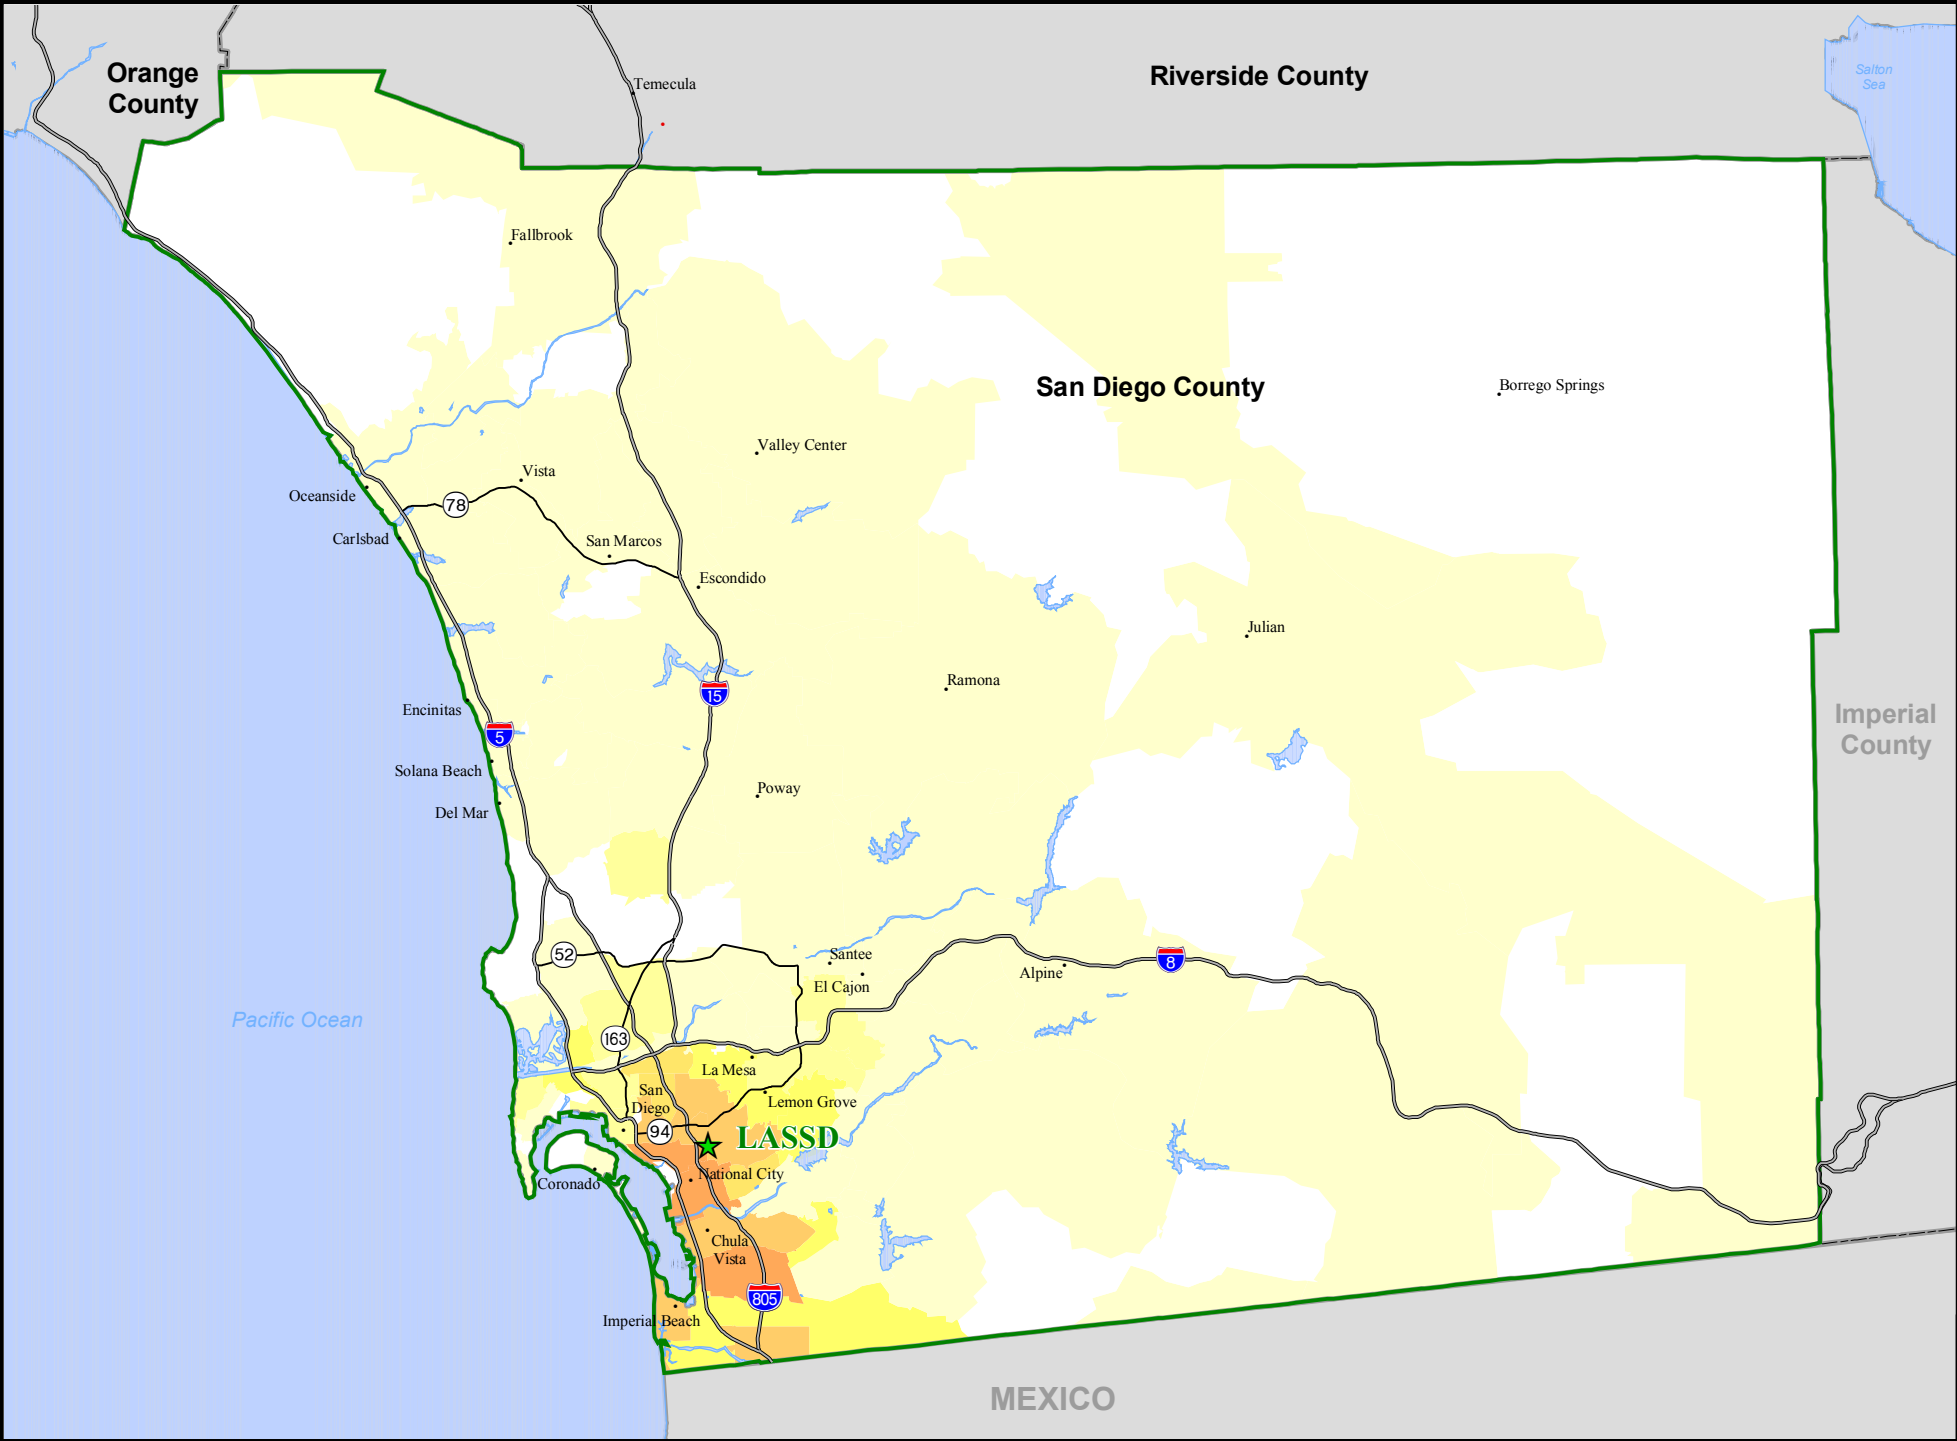 Orange
County
Temecula
Riverside County
Salton
Sea
Fallbrook
San Diego County
Borrego Springs
Valley Center
Vista
Oceanside
78
Carlsbad
San Marcos
Escondido
Julian
Ramona
15
Encinitas
5
Imperial
County
Solana Beach
Poway
Del Mar
52
Santee
8
Alpine
El Cajon
Pacific Ocean
163
La Mesa
San
Diego
Lemon Grove
94
LASSD
National City
Coronado
Chula
Vista
805
Imperial Beach
MEXICO